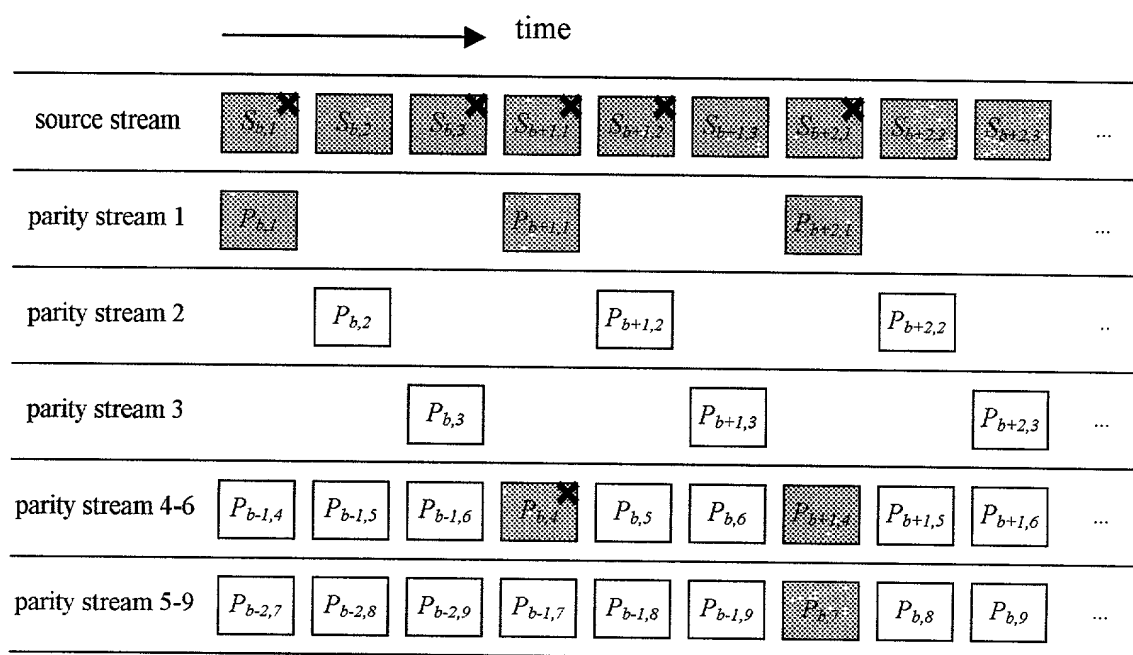 time
source stream S_{b,1} S_{b,2} S_{b,3} S_{b+1,1} S_{b+1,2} S_{b+1,3} S_{b+2,1} S_{b+2,2} S_{b+2,3} ...
parity stream 1 P_{b,1} P_{b+1,1} P_{b+2,1} ...
parity stream 2 P_{b,2} P_{b+1,2} P_{b+2,2} ..
parity stream 3 P_{b,3} P_{b+1,3} P_{b+2,3} ...
parity stream 4-6 P_{b-1,4} P_{b-1,5} P_{b-1,6} P_{b,4} P_{b,5} P_{b,6} P_{b+1,4} P_{b+1,5} P_{b+1,6} ...
parity stream 5-9 P_{b-2,7} P_{b-2,8} P_{b-2,9} P_{b-1,7} P_{b-1,8} P_{b-1,9} P_{b,7} P_{b,8} P_{b,9} ...